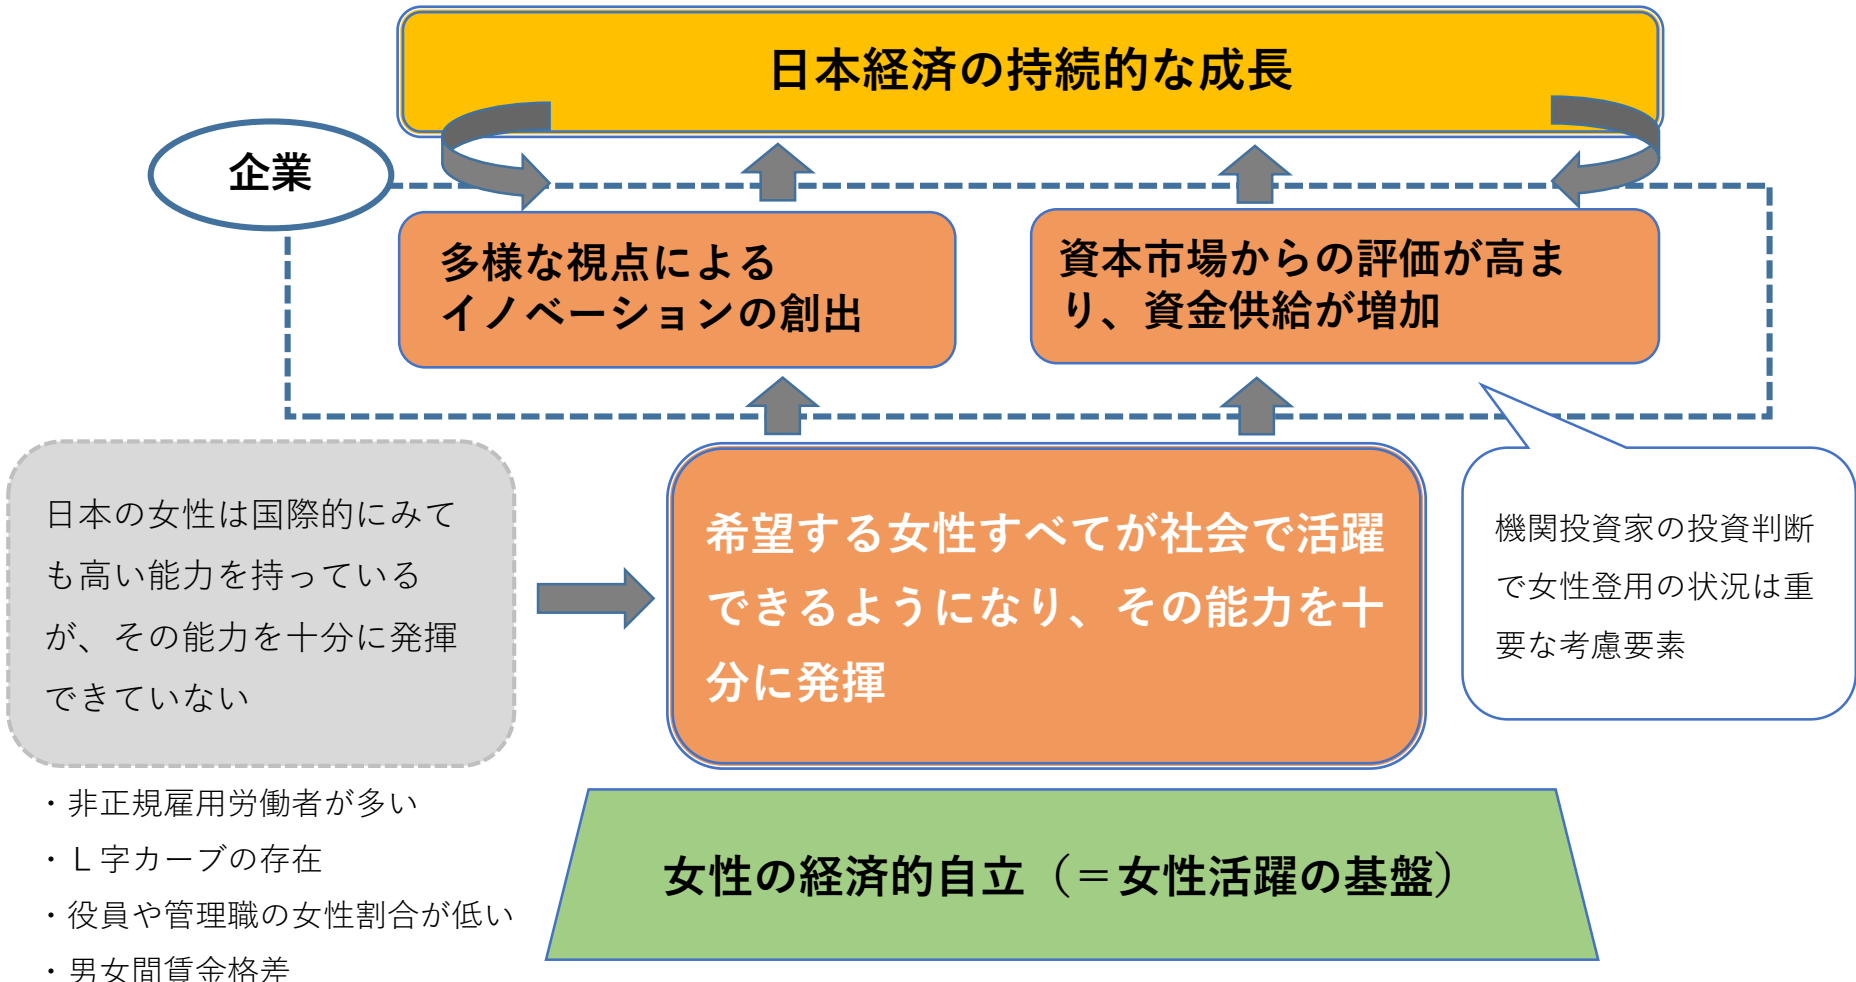 日本経済の持続的な成長
企業
多様な視点による
イノベーションの創出
資本市場からの評価が高ま
り、資金供給が増加
日本の女性は国際的にみて
も高い能力を持っている
が、その能力を十分に発揮
できていない
希望する女性すべてが社会で活躍
できるようになり、その能力を十
分に発揮
機関投資家の投資判断
で女性登用の状況は重
要な考慮要素
・非正規雇用労働者が多い
・Ｌ字カーブの存在
・役員や管理職の女性割合が低い
・男女間賃金格差
女性の経済的自立（＝女性活躍の基盤）